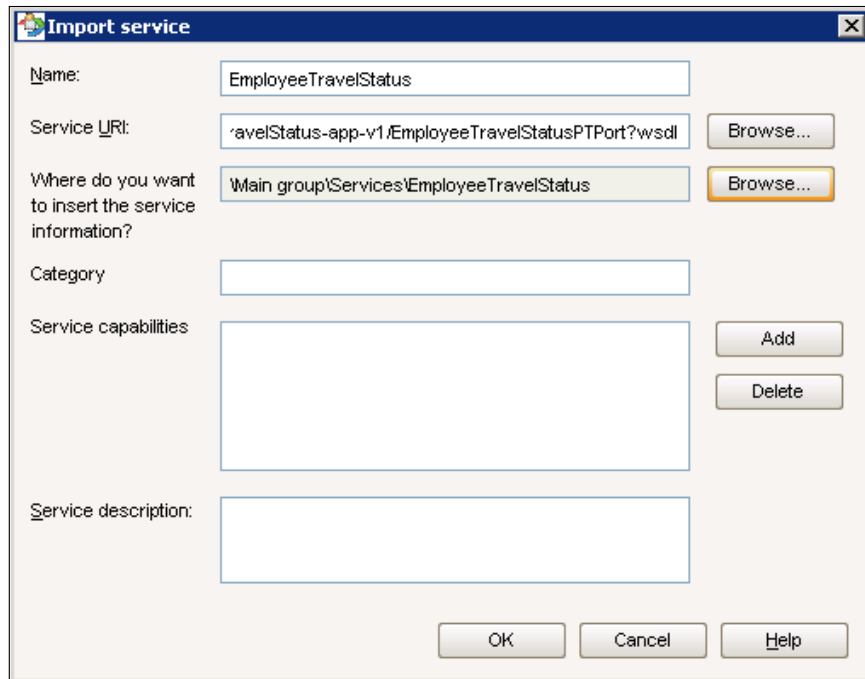 Import service
Name:
EmployeeTravelStatus
Service URI:
ravelStatus-app-v1/EmployeeTravelStatusPTPort?wsdl
Browse...
Where do you want
to insert the service
information?
\Main group\Services\EmployeeTravelStatus
Browse...
Category
Service capabilities
Add
Delete
Service description:
OK
Cancel
Help